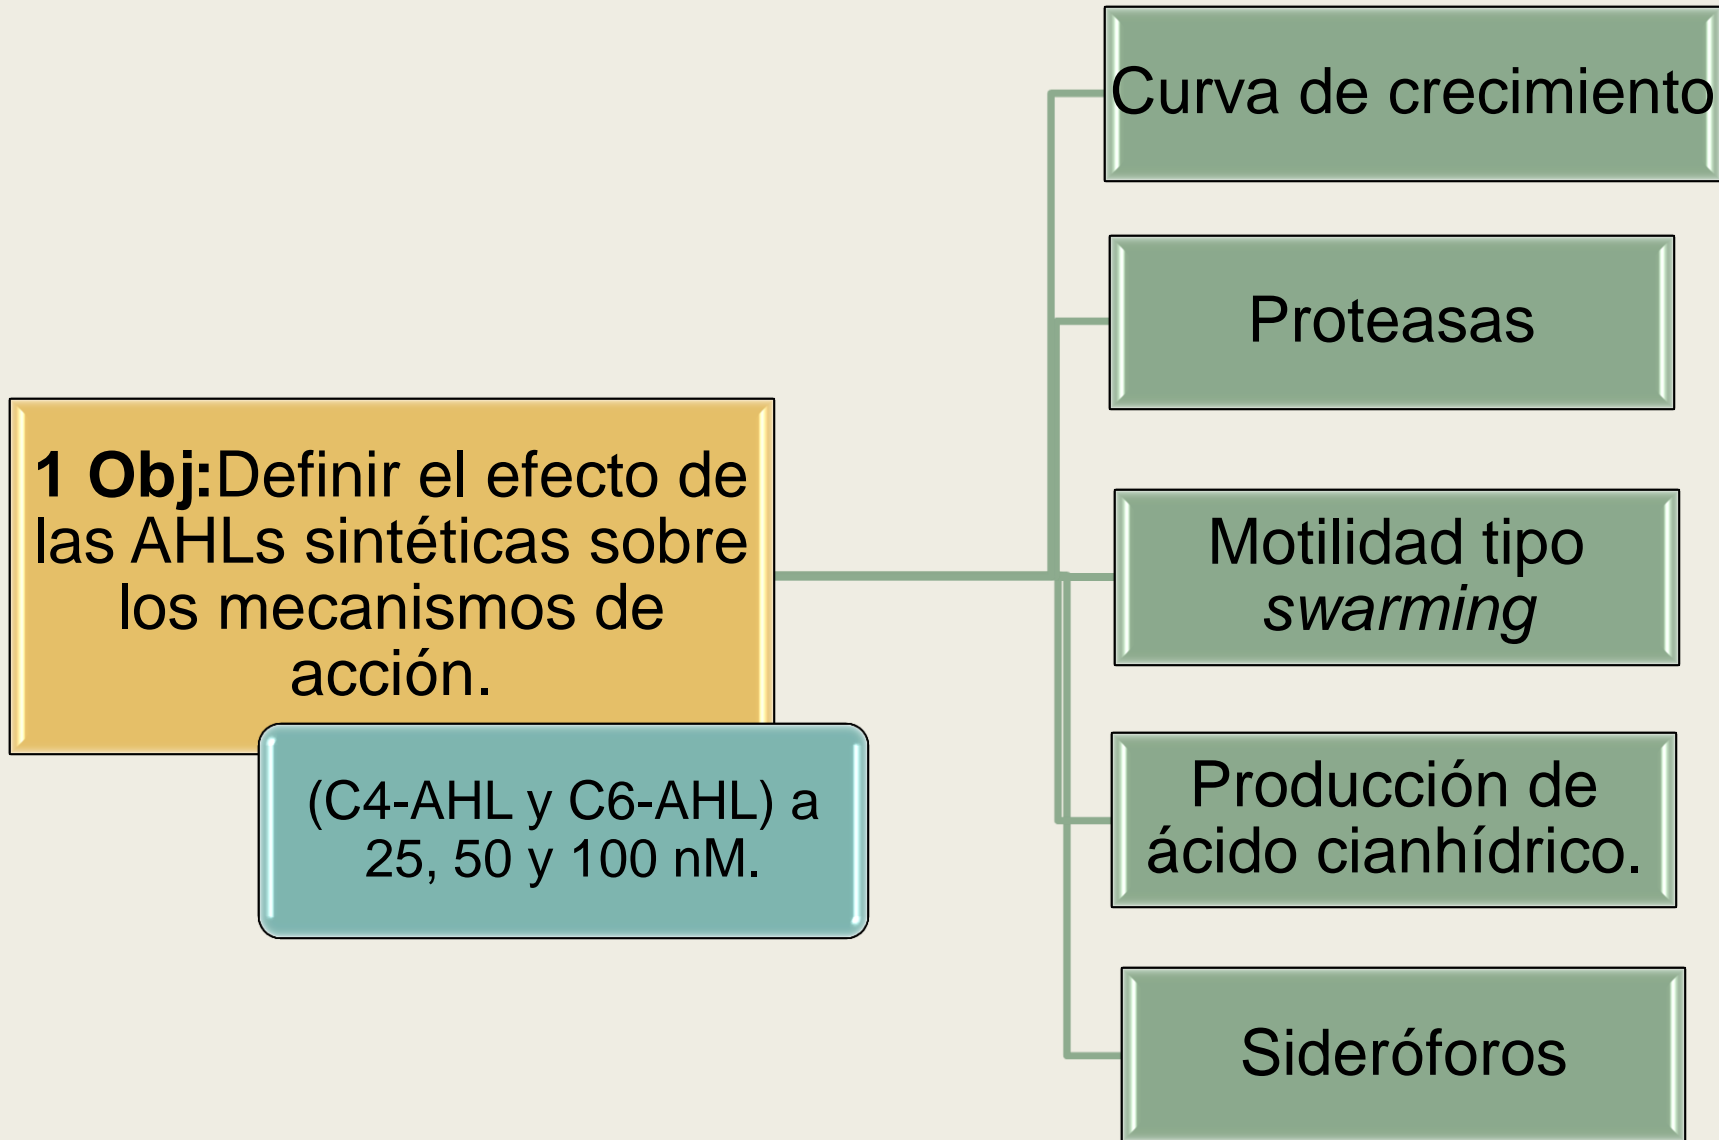 1 Obj:Definir el efecto de
las AHLs sintéticas sobre
los mecanismos de
acción.
(C4-AHL y C6-AHL) a
25, 50 y 100 nM.
Curva de crecimiento
Proteasas
Motilidad tipo
swarming
Producción de
ácido cianhídrico.
Sideróforos